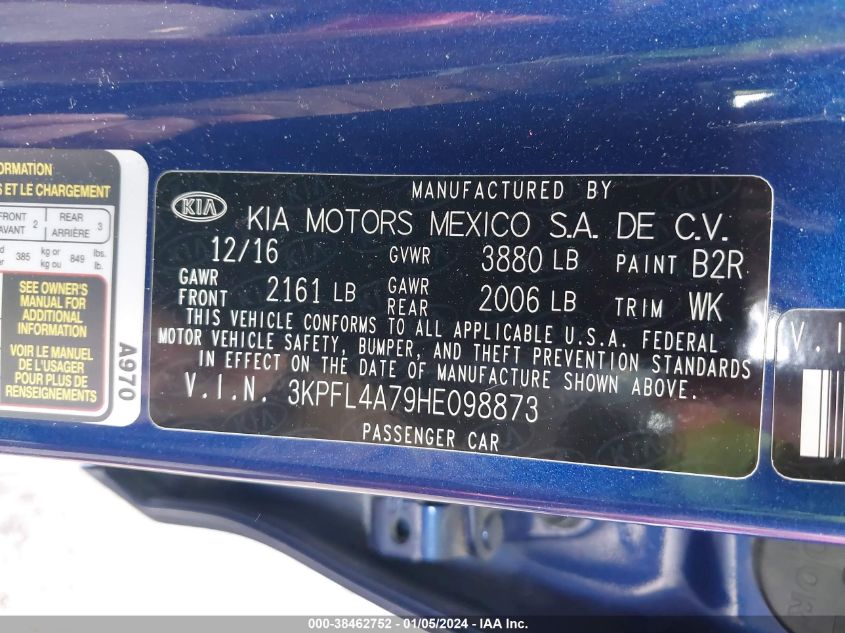 ORMATION
S ET LE CHARGEMENT
FRONT 2 REAR 3
AVANT ARRIÈRE
385 kg or 849 lbs.
kg ou lb.
SEE OWNER'S
MANUAL FOR
ADDITIONAL
INFORMATION
VOIR LE MANUEL
DE L'USAGER
POUR PLUS DE
RENSEIGNEMENTS
A970
MANUFACTURED BY
KIA KIA MOTORS MEXICO S.A. DE C.V.
12/16 GVWR 3880 LB PAINT B2R
GAWR FRONT 2161 LB GAWR REAR 2006 LB TRIM WK
THIS VEHICLE CONFORMS TO ALL APPLICABLE U.S.A. FEDERAL
MOTOR VEHICLE SAFETY, BUMPER, AND THEFT PREVENTION STANDARDS
IN EFFECT ON THE DATE OF MANUFACTURE SHOWN ABOVE.
V.I.N. 3KPFL4A79HE098873
PASSENGER CAR
V.I
000-38462752 - 01/05/2024 - IAA Inc.